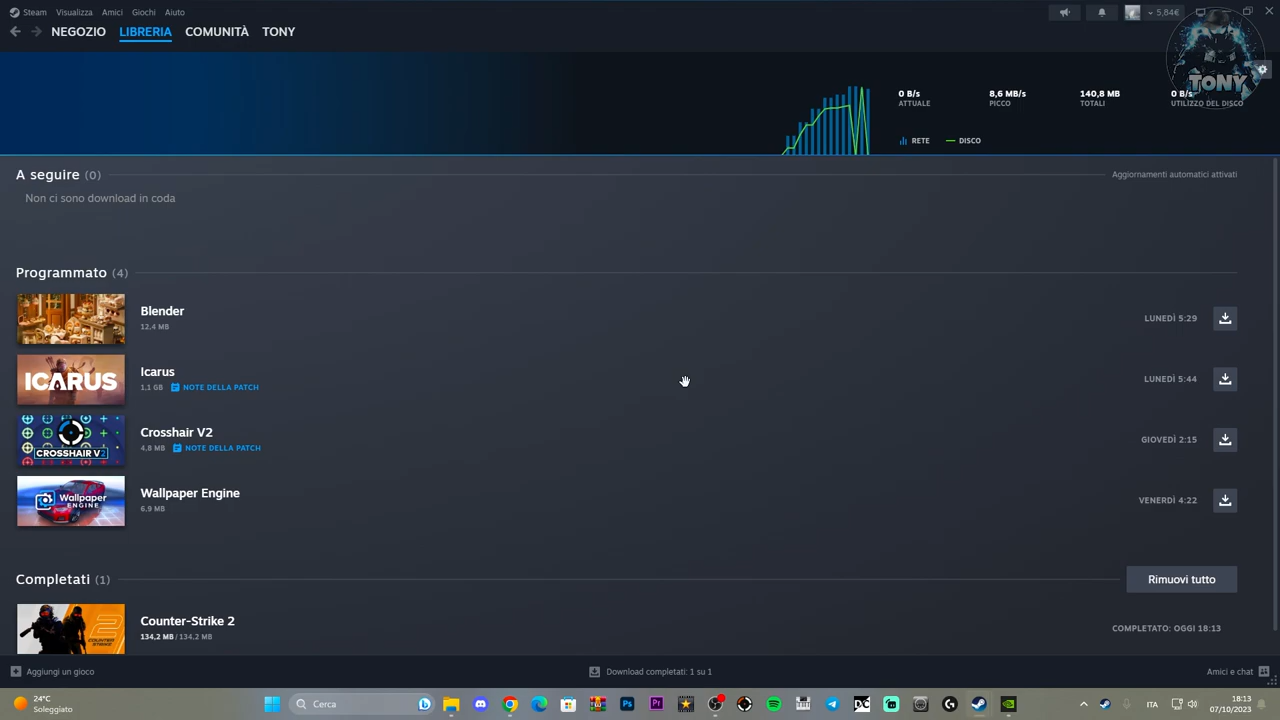 Steam Visualizza Amici Giochi Aiuto
5,84€
NEGOZIO LIBRERIA COMUNITÀ TONY
TONY
0 B/s 8,6 MB/s 140,8 MB 0 B/s
ATTUALE PICCO TOTALI UTILIZZO DEL DISCO
RETE DISCO
A seguire (0)
Aggiornamenti automatici attivati
Non ci sono download in coda
Programmato (4)
Blender
12.4 MB
LUNEDÌ 5:29
ICARUS
Icarus
1,1 GB NOTE DELLA PATCH
LUNEDÌ 5:44
CROSSHAIR V2
Crosshair V2
4.8 MB NOTE DELLA PATCH
GIOVEDÌ 2:15
Wallpaper ENGINE
Wallpaper Engine
6.9 MB
VENERDÌ 4:22
Completati (1)
Rimuovi tutto
COUNTER STRIKE 2
Counter-Strike 2
134,2 MB / 134,2 MB
COMPLETATO: OGGI 18:13
Aggiungi un gioco
Download completati: 1 su 1
Amici e chat
24°C
Soleggiato
Cerca
ITA
18:13
07/10/2023